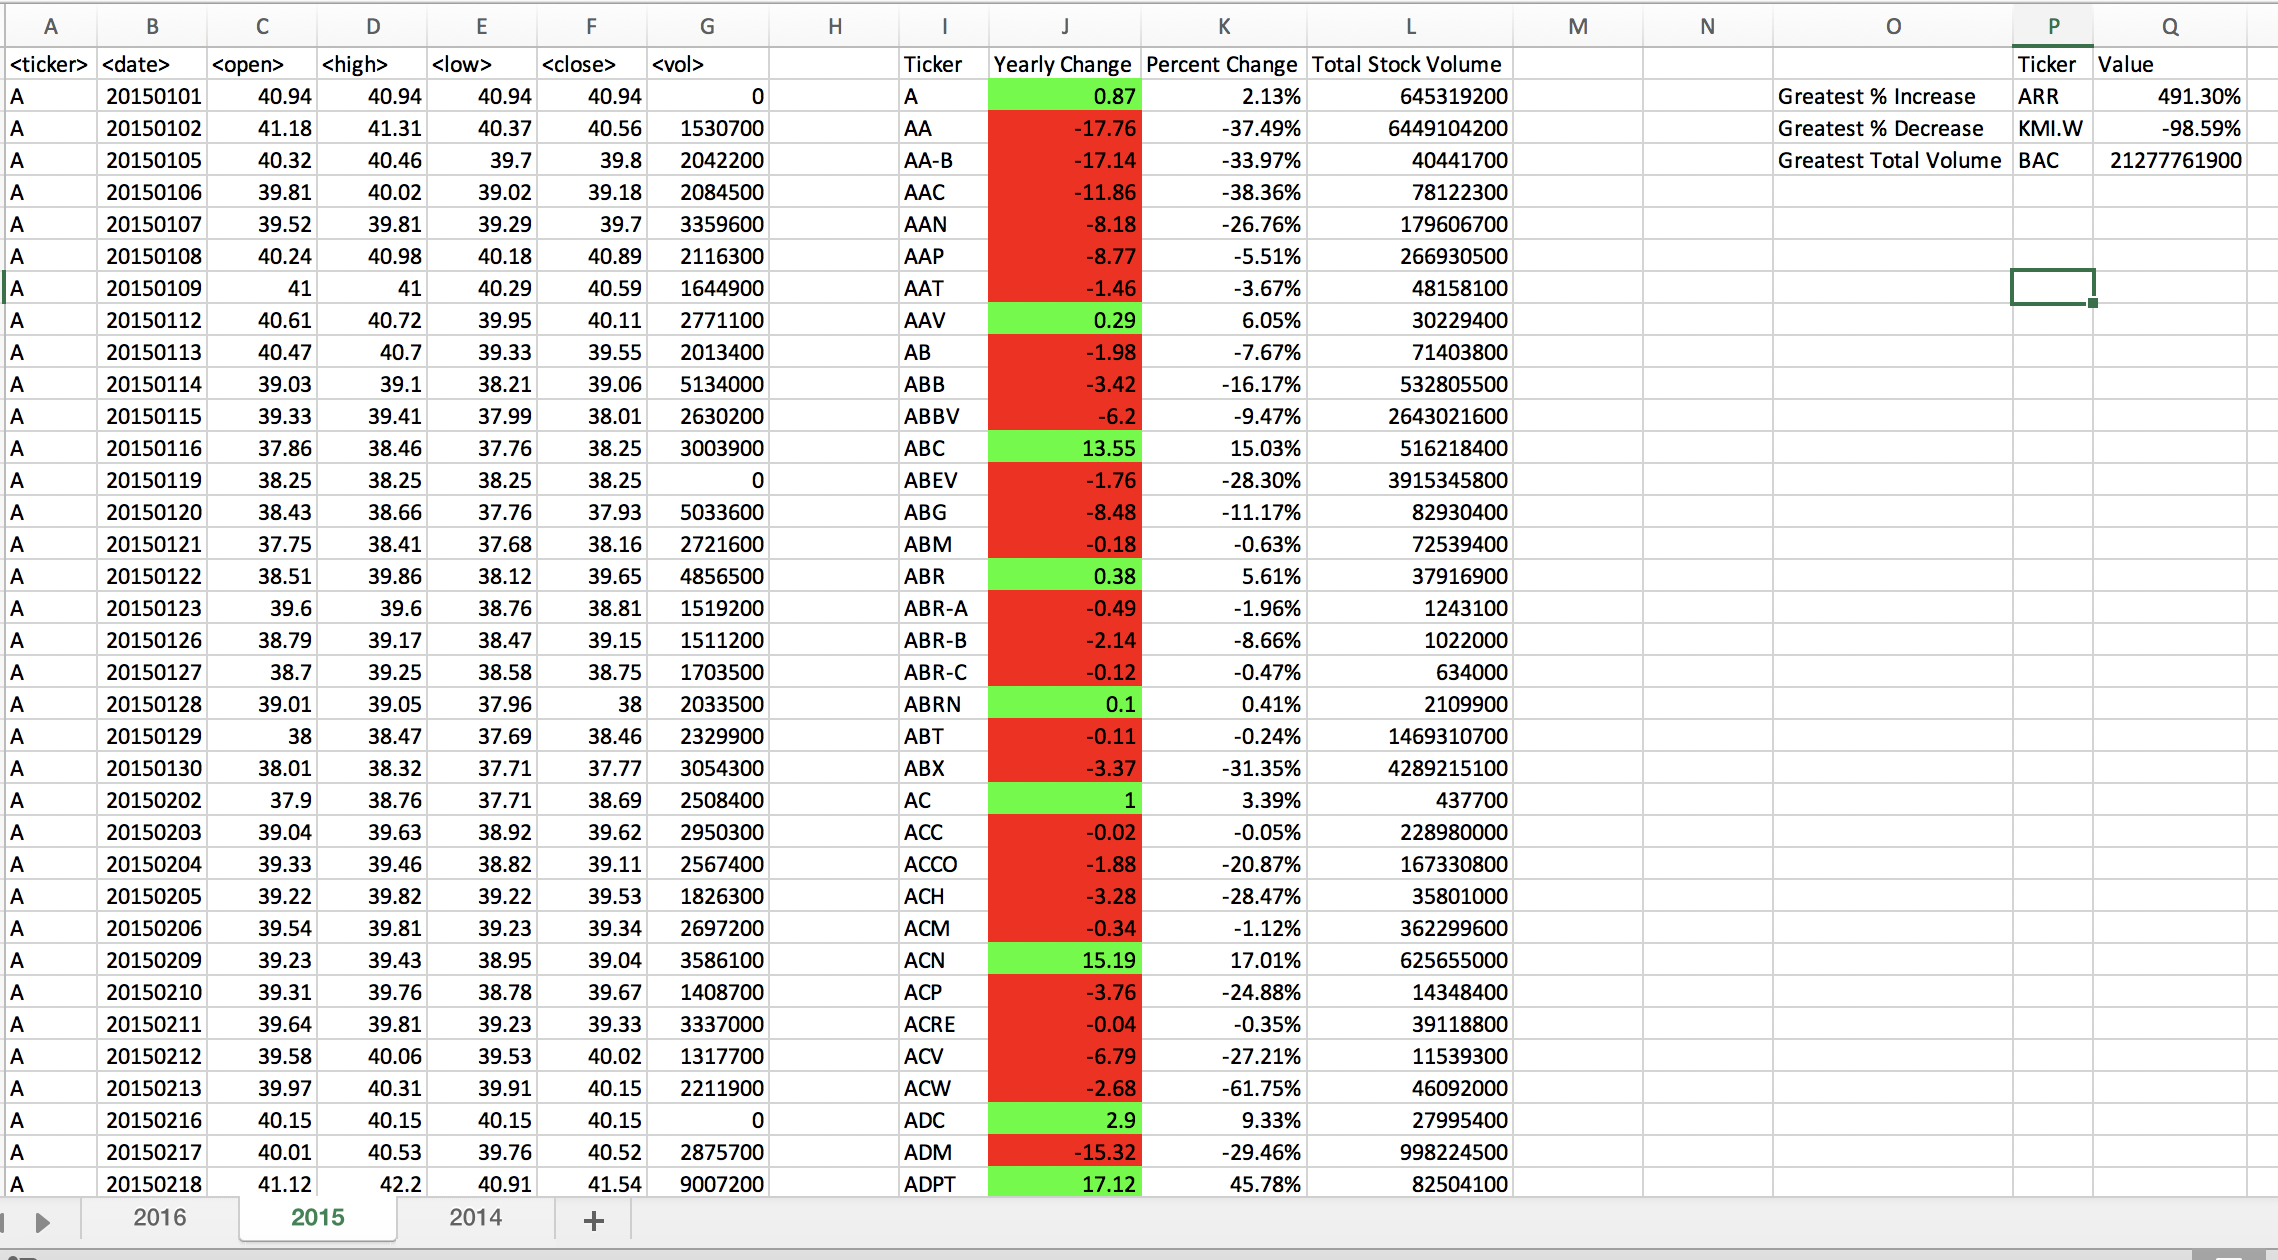 A B C D E F G H I J K L M N O P Q
<ticker> <date> <open> <high> <low> <close> <vol> Ticker Yearly Change Percent Change Total Stock Volume Ticker Value
A 20150101 40.94 40.94 40.94 40.94 0 A 0.87 2.13% 645319200 Greatest % Increase ARR 491.30%
A 20150102 41.18 41.31 40.37 40.56 1530700 AA -17.76 -37.49% 6449104200 Greatest % Decrease KMI.W -98.59%
A 20150105 40.32 40.46 39.7 39.8 2042200 AA-B -17.14 -33.97% 40441700 Greatest Total Volume BAC 21277761900
A 20150106 39.81 40.02 39.02 39.18 2084500 AAC -11.86 -38.36% 78122300
A 20150107 39.52 39.81 39.29 39.7 3359600 AAN -8.18 -26.76% 179606700
A 20150108 40.24 40.98 40.18 40.89 2116300 AAP -8.77 -5.51% 266930500
A 20150109 41 41 40.29 40.59 1644900 AAT -1.46 -3.67% 48158100
A 20150112 40.61 40.72 39.95 40.11 2771100 AAV 0.29 6.05% 30229400
A 20150113 40.47 40.7 39.33 39.55 2013400 AB -1.98 -7.67% 71403800
A 20150114 39.03 39.1 38.21 39.06 5134000 ABB -3.42 -16.17% 532805500
A 20150115 39.33 39.41 37.99 38.01 2630200 ABBV -6.2 -9.47% 2643021600
A 20150116 37.86 38.46 37.76 38.25 3003900 ABC 13.55 15.03% 516218400
A 20150119 38.25 38.25 38.25 38.25 0 ABEV -1.76 -28.30% 3915345800
A 20150120 38.43 38.66 37.76 37.93 5033600 ABG -8.48 -11.17% 82930400
A 20150121 37.75 38.41 37.68 38.16 2721600 ABM -0.18 -0.63% 72539400
A 20150122 38.51 39.86 38.12 39.65 4856500 ABR 0.38 5.61% 37916900
A 20150123 39.6 39.6 38.76 38.81 1519200 ABR-A -0.49 -1.96% 1243100
A 20150126 38.79 39.17 38.47 39.15 1511200 ABR-B -2.14 -8.66% 1022000
A 20150127 38.7 39.25 38.58 38.75 1703500 ABR-C -0.12 -0.47% 634000
A 20150128 39.01 39.05 37.96 38 2033500 ABRN 0.1 0.41% 2109900
A 20150129 38 38.47 37.69 38.46 2329900 ABT -0.11 -0.24% 1469310700
A 20150130 38.01 38.32 37.71 37.77 3054300 ABX -3.37 -31.35% 4289215100
A 20150202 37.9 38.76 37.71 38.69 2508400 AC 1 3.39% 437700
A 20150203 39.04 39.63 38.92 39.62 2950300 ACC -0.02 -0.05% 228980000
A 20150204 39.33 39.46 38.82 39.11 2567400 ACCO -1.88 -20.87% 167330800
A 20150205 39.22 39.82 39.22 39.53 1826300 ACH -3.28 -28.47% 35801000
A 20150206 39.54 39.81 39.23 39.34 2697200 ACM -0.34 -1.12% 362299600
A 20150209 39.23 39.43 38.95 39.04 3586100 ACN 15.19 17.01% 625655000
A 20150210 39.31 39.76 38.78 39.67 1408700 ACP -3.76 -24.88% 14348400
A 20150211 39.64 39.81 39.23 39.33 3337000 ACRE -0.04 -0.35% 39118800
A 20150212 39.58 40.06 39.53 40.02 1317700 ACV -6.79 -27.21% 11539300
A 20150213 39.97 40.31 39.91 40.15 2211900 ACW -2.68 -61.75% 46092000
A 20150216 40.15 40.15 40.15 40.15 0 ADC 2.9 9.33% 27995400
A 20150217 40.01 40.53 39.76 40.52 2875700 ADM -15.32 -29.46% 998224500
A 20150218 41.12 42.2 40.91 41.54 9007200 ADPT 17.12 45.78% 82504100
2016 2015 2014 +